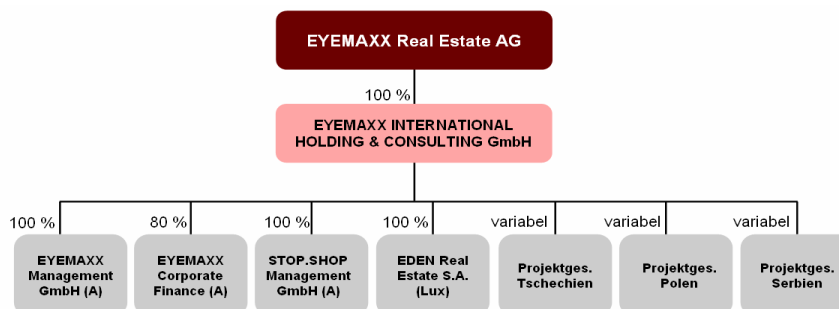 EYEMAXX Real Estate AG
100 %
EYEMAXX INTERNATIONAL
HOLDING & CONSULTING GmbH
100 %
80 %
100 %
100 %
variabel
variabel
variabel
EYEMAXX
Management
GmbH (A)
EYEMAXX
Corporate
Finance (A)
STOP.SHOP
Management
GmbH (A)
EDEN Real
Estate S.A.
(Lux)
Projektges.
Tschechien
Projektges.
Polen
Projektges.
Serbien